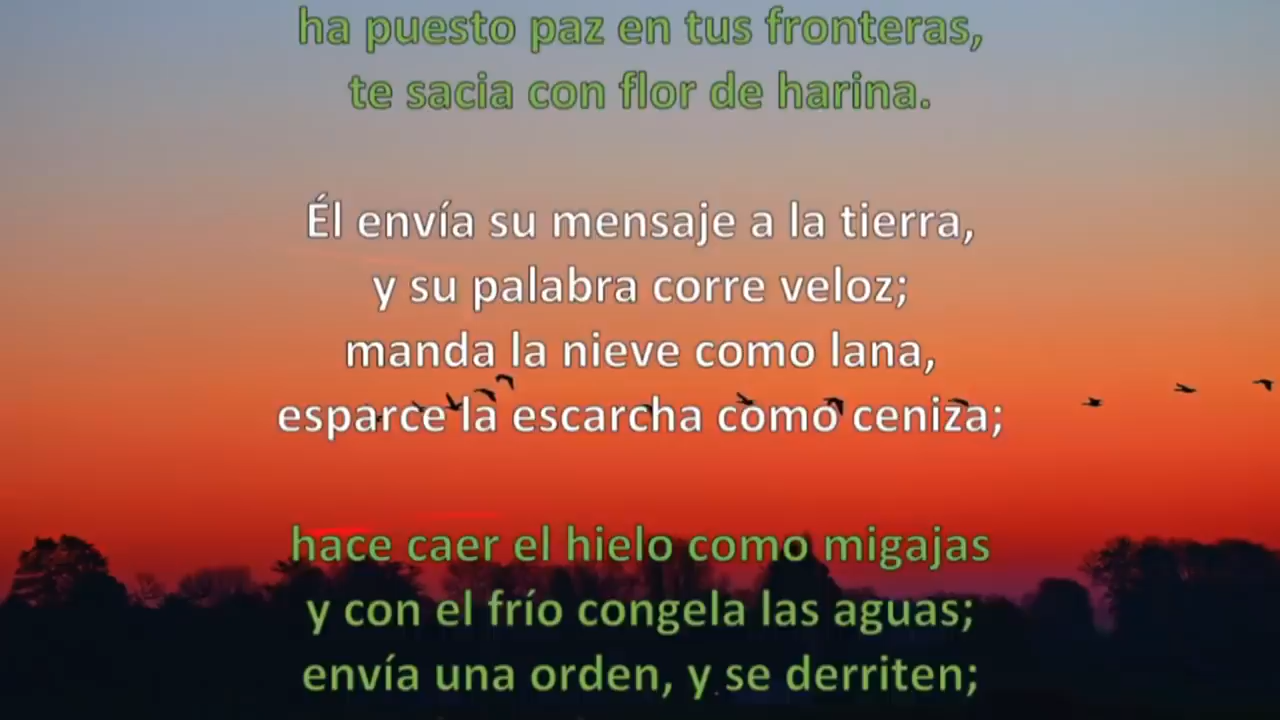 ha puesto paz en tus fronteras,
te sacia con flor de harina.
Él envía su mensaje a la tierra,
y su palabra corre veloz;
manda la nieve como lana,
esparce la escarcha como ceniza;
hace caer el hielo como migajas
y con el frío congela las aguas;
envía una orden, y se derriten;